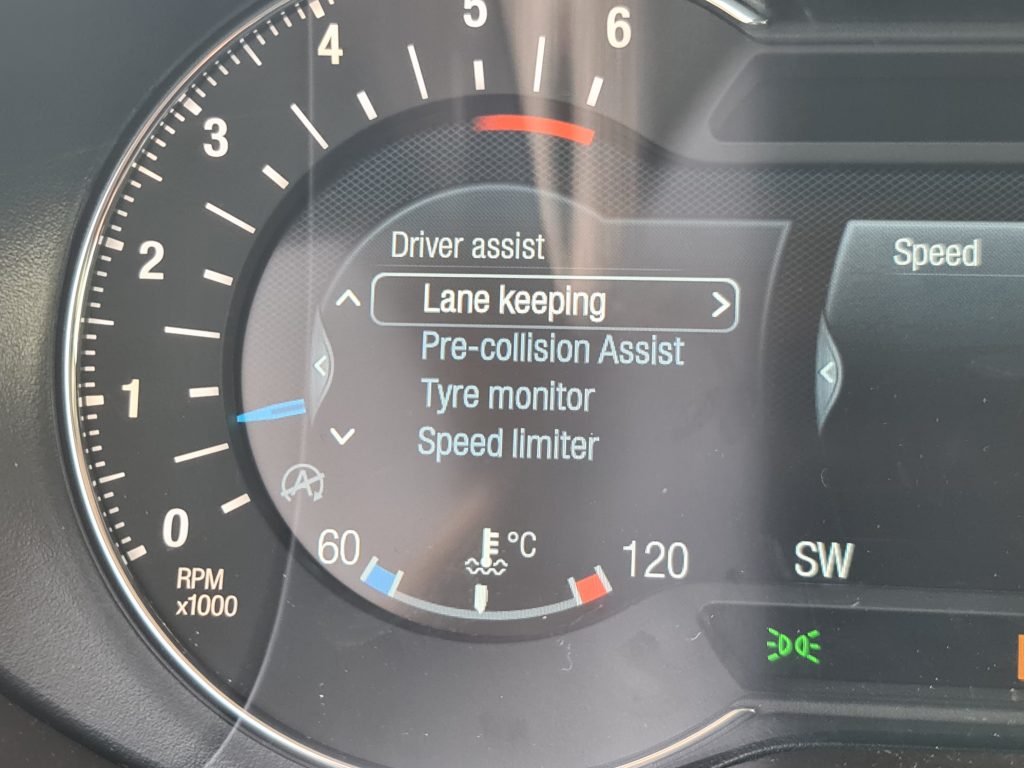 6
5
4
3
2
1
0
RPM
x1000
Driver assist
Lane keeping
Pre-collision Assist
Tyre monitor
Speed limiter
A
60
°C
120
Speed
SW